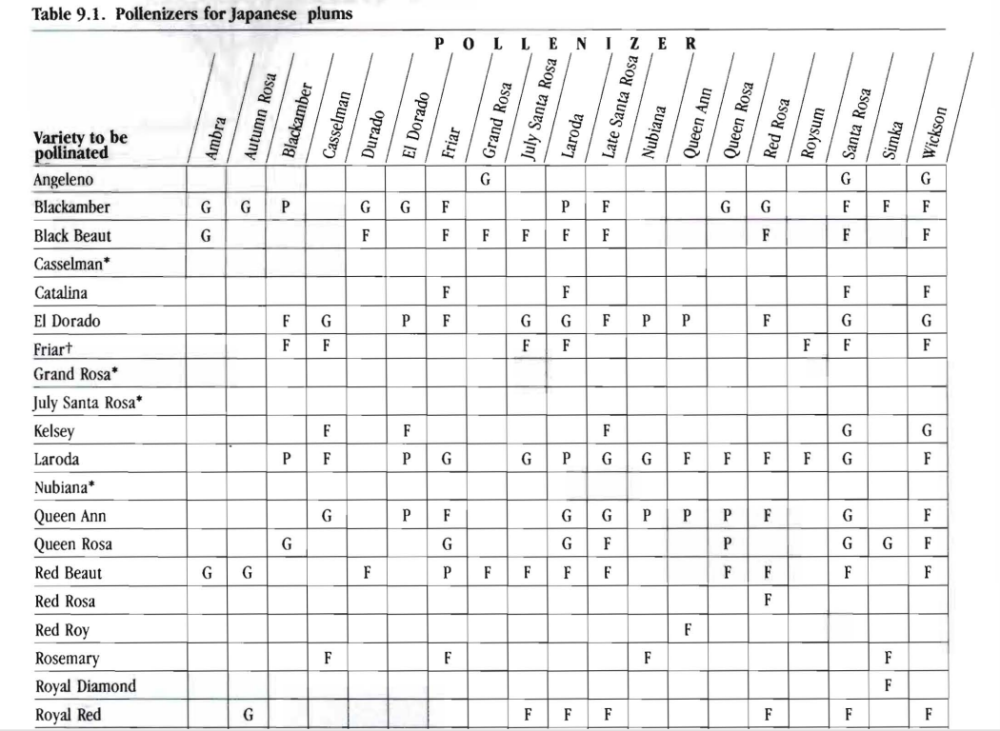 Table 9.1. Pollenizers for Japanese plums
POLLENIZER
Variety to be pollinated Ambra Autumn Rosa Blackamber Casselman Durado El Dorado Friar Grand Rosa July Santa Rosa Laroda Late Santa Rosa Nubiana Queen Ann Queen Rosa Red Rosa Roysum Santa Rosa Simka Wickson
Angeleno G G G
Blackamber G G P G G F P F G G F F F
Black Beaut G F F F F F F F F F
Casselman*
Catalina F F F F
El Dorado F G P F G G F P P F G G
Friar† F F F F F F F
Grand Rosa*
July Santa Rosa*
Kelsey F F F G G
Laroda P F P G G P G G F F F F G F
Nubiana*
Queen Ann G P F G G P P P F G F
Queen Rosa G G G F P G G F
Red Beaut G G F P F F F F F F F F
Red Rosa F
Red Roy F
Rosemary F F F F
Royal Diamond F
Royal Red G F F F F F F